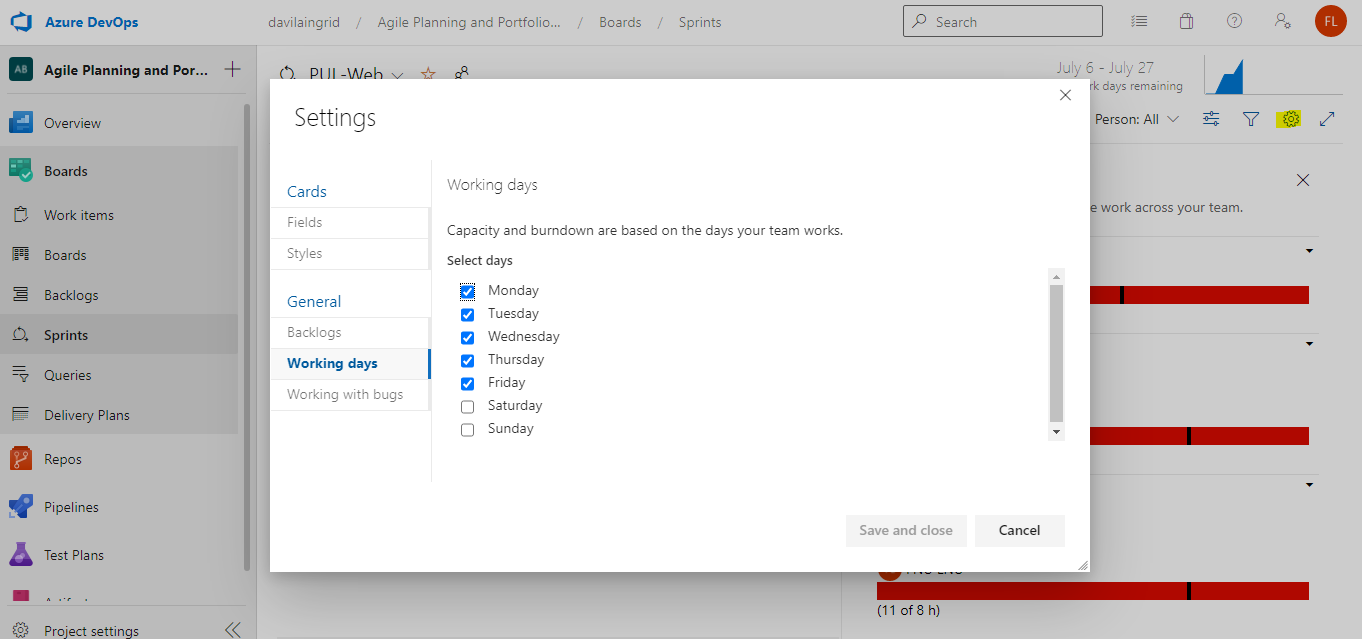 Azure DevOps
davilaingrid / Agile Planning and Portfolio... / Boards / Sprints
Search
FL
AB
Agile Planning and Por...
PUL-Web
July 6 - July 27
rk days remaining
Person: All
Overview
Boards
Work items
Boards
Backlogs
Sprints
Queries
Delivery Plans
Repos
Pipelines
Test Plans
Project settings
Settings
Cards
Fields
Styles
General
Backlogs
Working days
Working with bugs
Working days
Capacity and burndown are based on the days your team works.
Select days
Monday
Tuesday
Wednesday
Thursday
Friday
Saturday
Sunday
Save and close
Cancel
e work across your team.
(11 of 8 h)